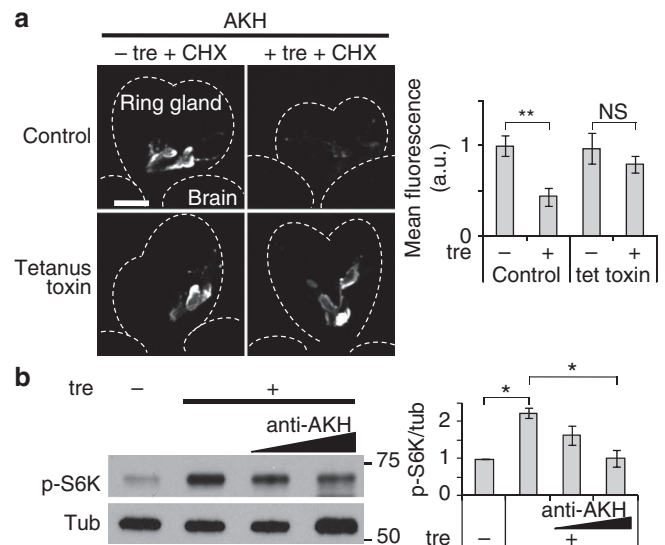 a
AKH
– tre + CHX
+ tre + CHX
Control
Ring gland
Brain
Tetanus
toxin
Mean fluorescence
(a.u.)
1
0
**
NS
tre – + – +
Control tet toxin
b
tre – +
anti-AKH
p-S6K
Tub
75
50
p-S6K/tub
2
1
0
*
*
anti-AKH
tre – +